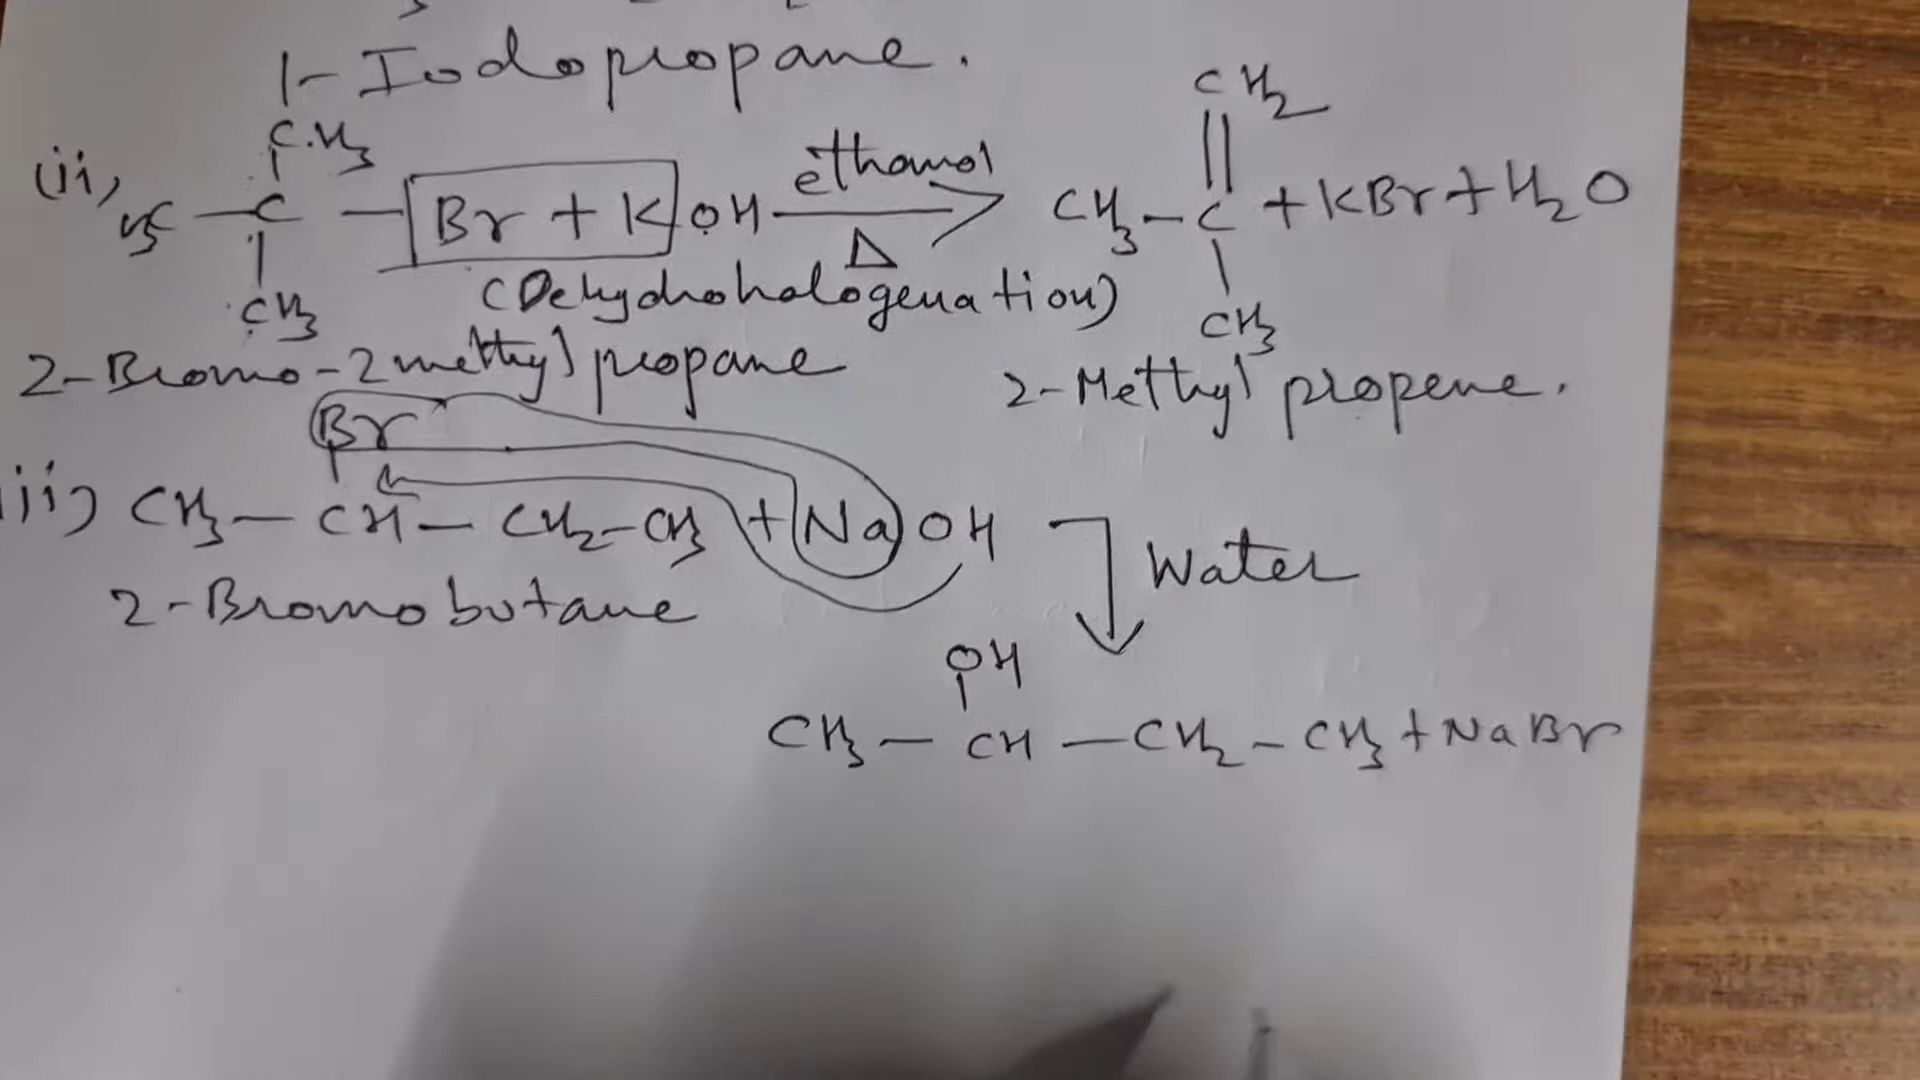 1-Iodopropane.
CH3 CH2
(ii) H3C — C — Br + KOH ethanol → CH3 — C + KBr + H2O
Δ
CH3 (Dehydrohalogenation) CH3
2-Bromo-2methyl propane 2-Methyl propene.
Br
iii) CH3 — CH — CH2 — CH3 + NaOH Water
2-Bromobutane
OH
CH3 — CH — CH2 — CH3 + NaBr